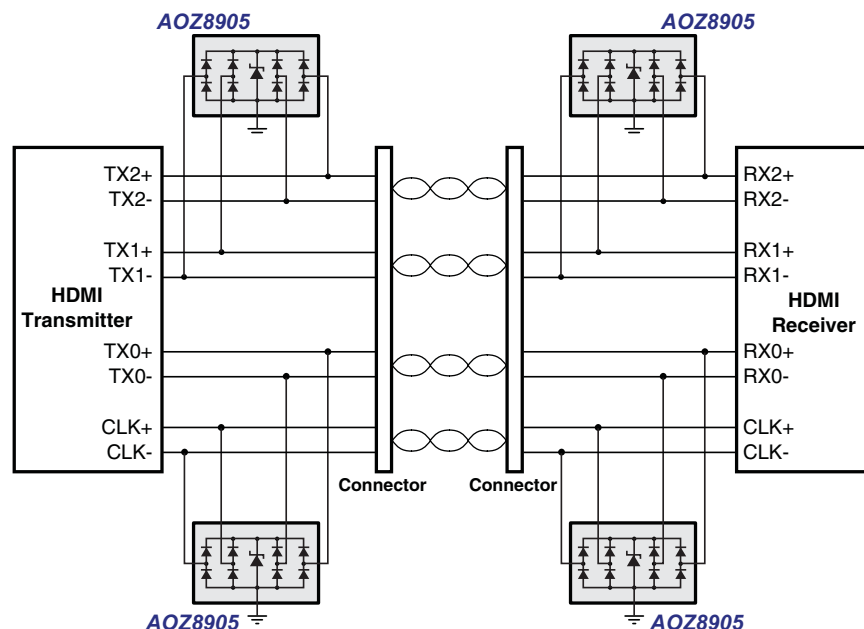 AOZ8905
AOZ8905
TX2+
TX2-
TX1+
TX1-
HDMI
Transmitter
TX0+
TX0-
CLK+
CLK-
RX2+
RX2-
RX1+
RX1-
HDMI
Receiver
RX0+
RX0-
CLK+
CLK-
Connector
Connector
AOZ8905
AOZ8905